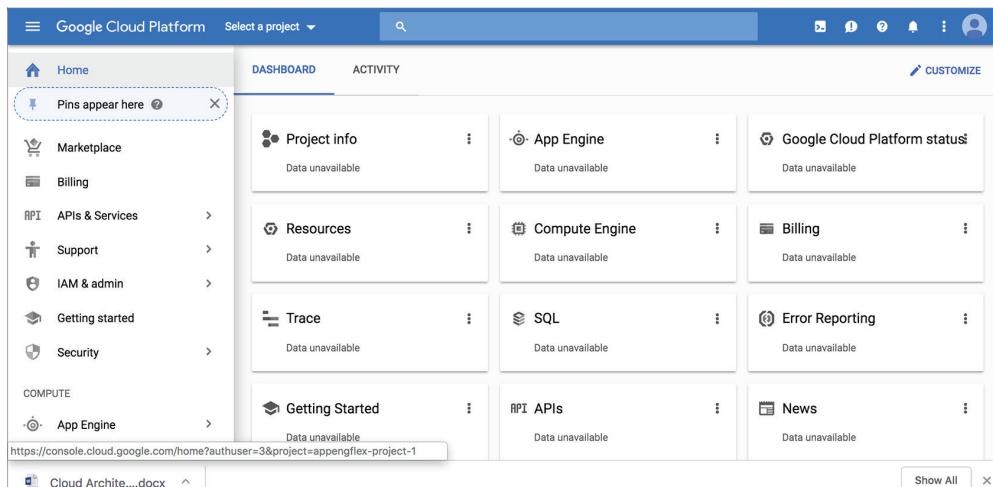 Google Cloud Platform Select a project
Home
Pins appear here
Marketplace
Billing
API APIs & Services
Support
IAM & admin
Getting started
Security
COMPUTE
App Engine
DASHBOARD ACTIVITY CUSTOMIZE
Project info
Data unavailable
App Engine
Data unavailable
Google Cloud Platform status
Data unavailable
Resources
Data unavailable
Compute Engine
Data unavailable
Billing
Data unavailable
Trace
Data unavailable
SQL
Data unavailable
Error Reporting
Data unavailable
Getting Started
Data unavailable
API APIs
Data unavailable
News
Data unavailable
https://console.cloud.google.com/home?authuser=3&project=appengflex-project-1
Cloud Archite....docx
Show All